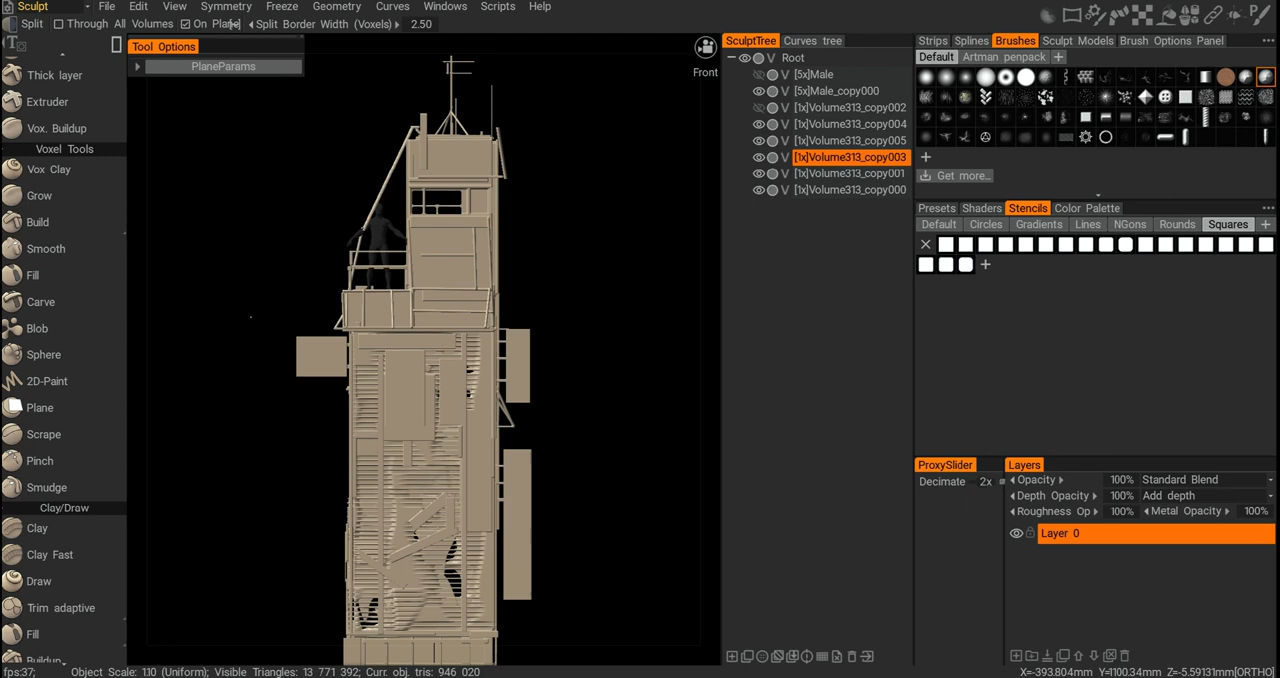 Sculpt File Edit View Symmetry Freeze Geometry Curves Windows Scripts Help
Split Through All Volumes On Plane Split Border Width (Voxels) 2.50
Tool Options
PlaneParams
Front
Thick layer
Extruder
Vox. Buildup
Voxel Tools
Vox Clay
Grow
Build
Smooth
Fill
Carve
Blob
Sphere
2D-Paint
Plane
Scrape
Pinch
Smudge
Clay/Draw
Clay
Clay Fast
Draw
Trim adaptive
Fill
Buildup
SculptTree Curves tree
V Root
V [5x]Male
V [5x]Male_copy000
V [1x]Volume313_copy002
V [1x]Volume313_copy004
V [1x]Volume313_copy005
V [1x]Volume313_copy003
V [1x]Volume313_copy001
V [1x]Volume313_copy000
Strips Splines Brushes Sculpt Models Brush Options Panel
Default Artman penpack
Get more...
Presets Shaders Stencils Color Palette
Default Circles Gradients Lines NGons Rounds Squares
ProxySlider
Decimate 2x
Layers
Opacity 100% Standard Blend
Depth Opacity 100% Add depth
Roughness Op 100% Metal Opacity 100%
Layer 0
fps:37; Object Scale: 1.10 (Uniform); Visible Triangles: 13 771 392; Curr. obj. tris: 946 020
X=-393.804mm Y=1100.34mm Z=-5.59131mm[ORTHO]